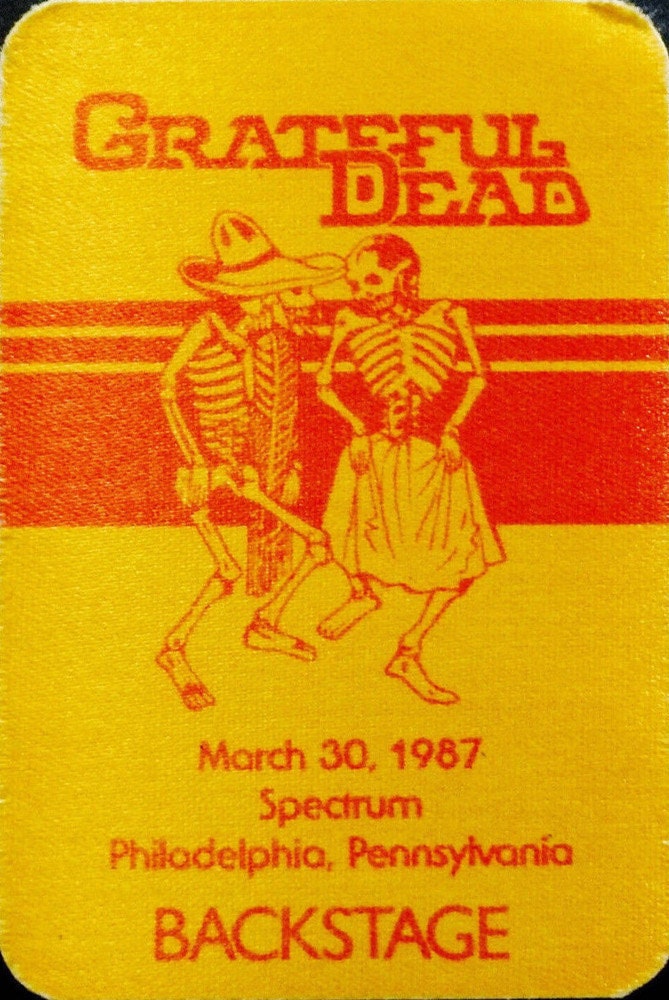 GRATEFUL
DEAD
March 30, 1987
Spectrum
Philadelphia, Pennsylvania
BACKSTAGE